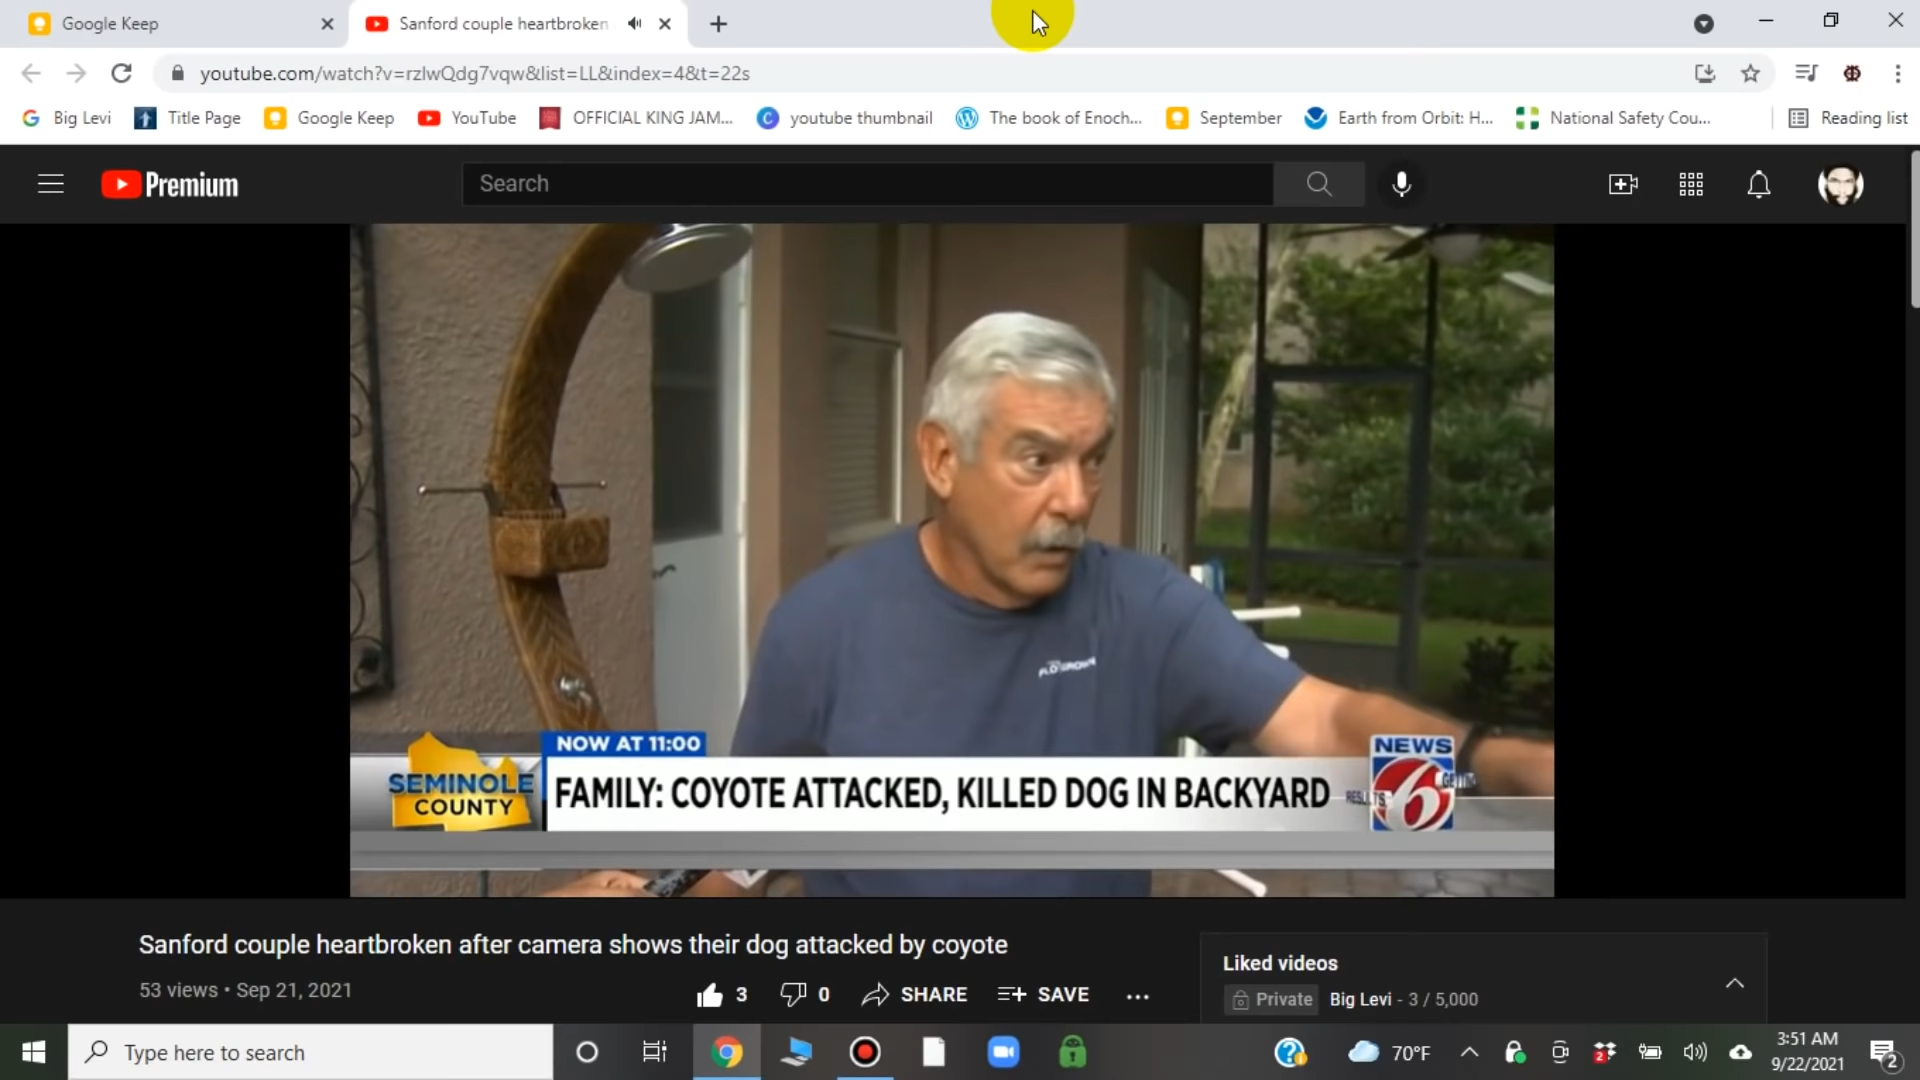 Google Keep
Sanford couple heartbroken
youtube.com/watch?v=rzlwQdg7vqw&list=LL&index=4&t=22s
Big Levi
Title Page
Google Keep
YouTube
OFFICIAL KING JAM...
youtube thumbnail
The book of Enoch...
September
Earth from Orbit: H...
National Safety Cou...
Reading list
Premium
Search
NOW AT 11:00
SEMINOLE
COUNTY
FAMILY: COYOTE ATTACKED, KILLED DOG IN BACKYARD
NEWS
6
Sanford couple heartbroken after camera shows their dog attacked by coyote
53 views • Sep 21, 2021
3
0
SHARE
SAVE
Liked videos
Private
Big Levi - 3 / 5,000
Type here to search
70°F
3:51 AM
9/22/2021
2
2